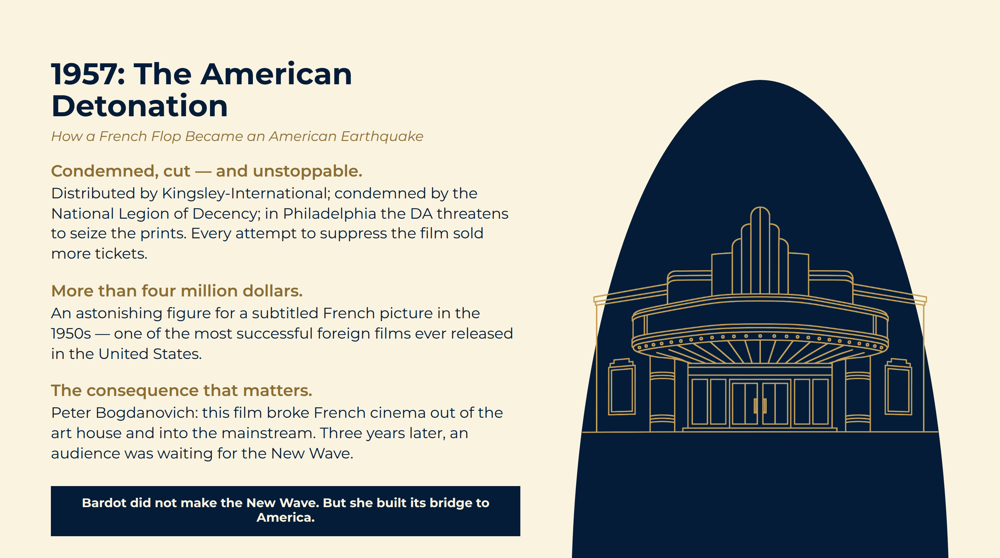 1957: The American
Detonation
How a French Flop Became an American Earthquake
Condemned, cut — and unstoppable.
Distributed by Kingsley-International; condemned by the
National Legion of Decency; in Philadelphia the DA threatens
to seize the prints. Every attempt to suppress the film sold
more tickets.
More than four million dollars.
An astonishing figure for a subtitled French picture in the
1950s — one of the most successful foreign films ever released
in the United States.
The consequence that matters.
Peter Bogdanovich: this film broke French cinema out of the
art house and into the mainstream. Three years later, an
audience was waiting for the New Wave.
Bardot did not make the New Wave. But she built its bridge to
America.